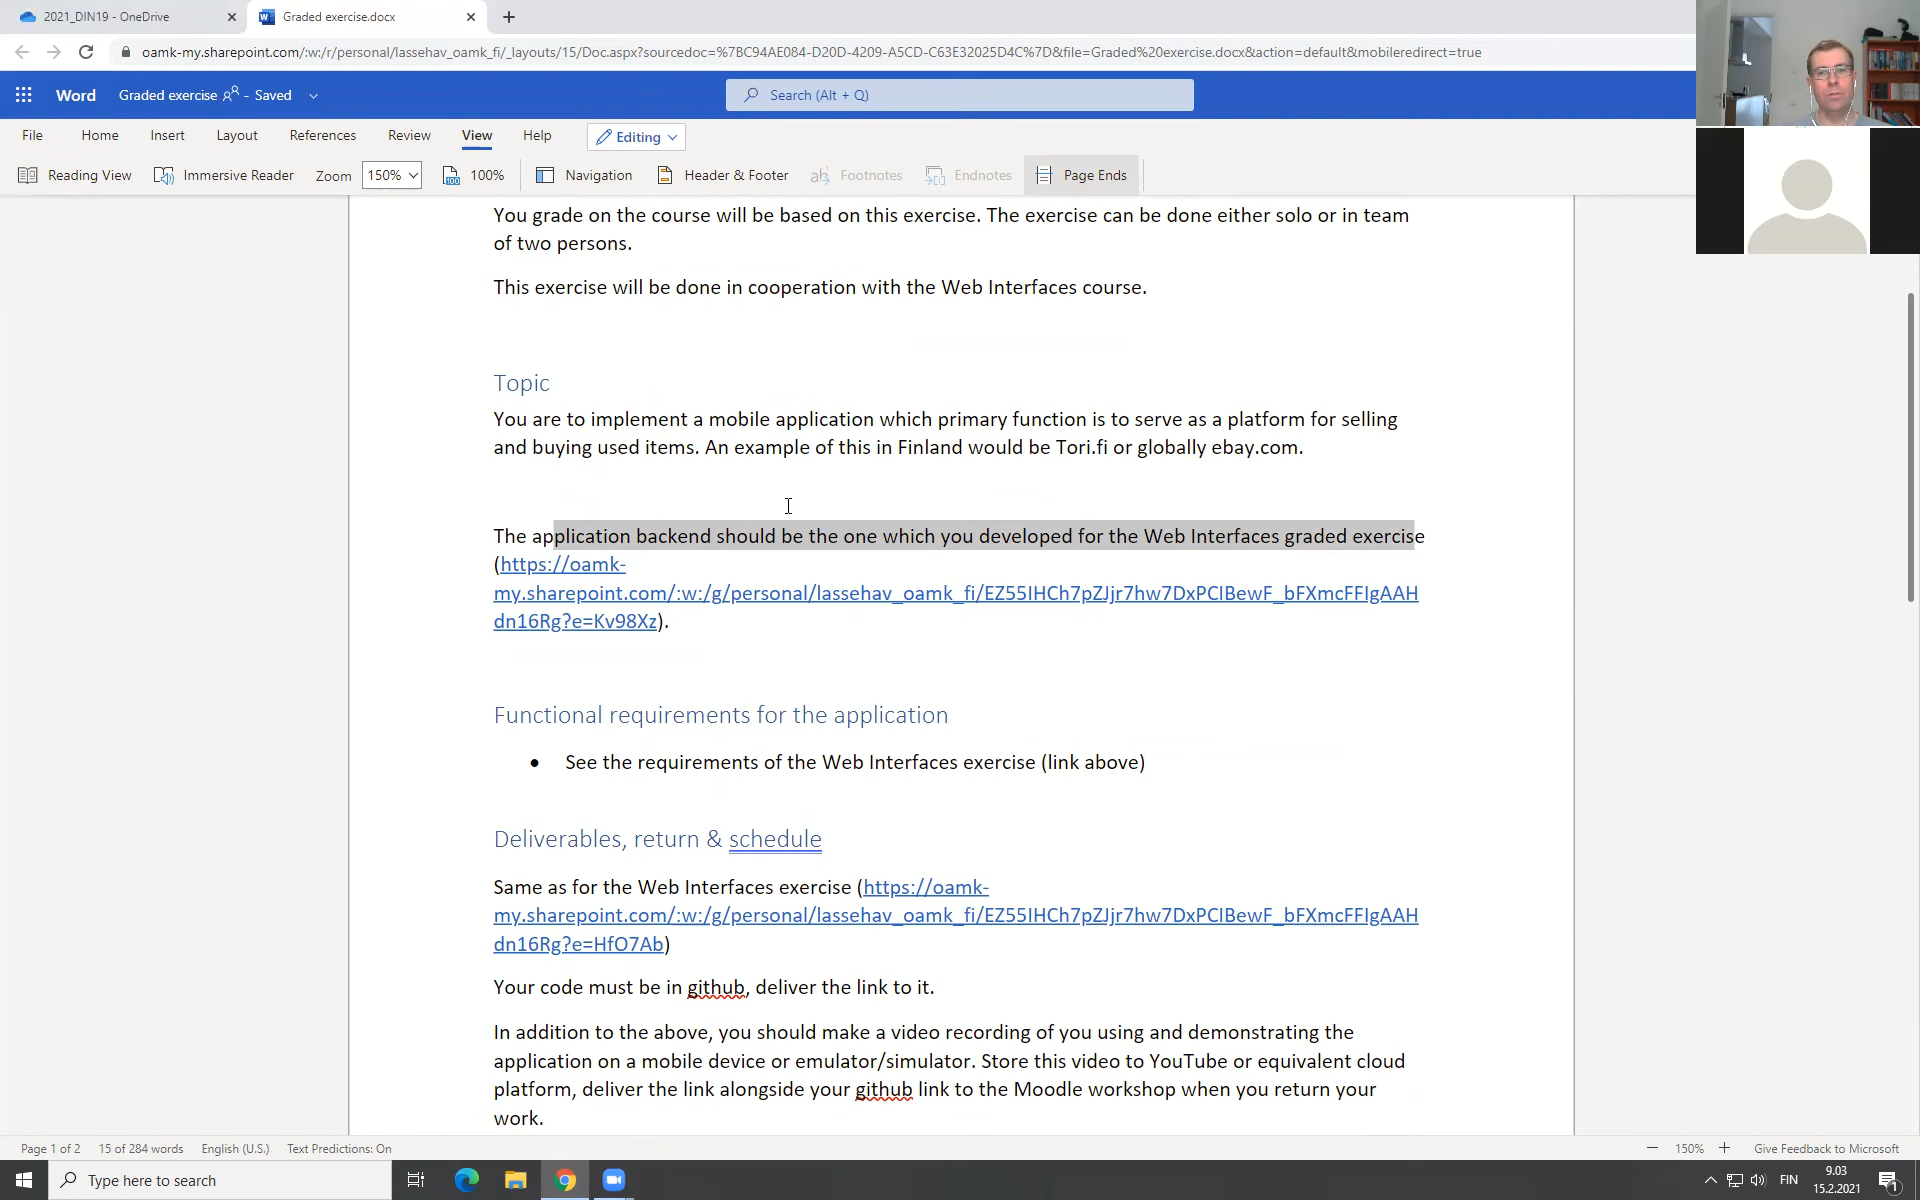 2021_DIN19 - OneDrive
Graded exercise.docx
oamk-my.sharepoint.com/:w:/r/personal/lassehav_oamk_fi/_layouts/15/Doc.aspx?sourcedoc=%7BC94AE084-D20D-4209-A5CD-C63E32025D4C%7D&file=Graded%20exercise.docx&action=default&mobileredirect=true
Word
Graded exercise - Saved
Search (Alt + Q)
File Home Insert Layout References Review View Help Editing
Reading View Immersive Reader Zoom 150% 100% Navigation Header & Footer Footnotes Endnotes Page Ends
You grade on the course will be based on this exercise. The exercise can be done either solo or in team
of two persons.
This exercise will be done in cooperation with the Web Interfaces course.
Topic
You are to implement a mobile application which primary function is to serve as a platform for selling
and buying used items. An example of this in Finland would be Tori.fi or globally ebay.com.
The application backend should be the one which you developed for the Web Interfaces graded exercise
(https://oamk-
my.sharepoint.com/:w:/g/personal/lassehav_oamk_fi/EZ55IHCh7pZJjr7hw7DxPCIBewF_bFXmcFFIgAAH
dn16Rg?e=Kv98Xz).
Functional requirements for the application
• See the requirements of the Web Interfaces exercise (link above)
Deliverables, return & schedule
Same as for the Web Interfaces exercise (https://oamk-
my.sharepoint.com/:w:/g/personal/lassehav_oamk_fi/EZ55IHCh7pZJjr7hw7DxPCIBewF_bFXmcFFIgAAH
dn16Rg?e=HfO7Ab)
Your code must be in github, deliver the link to it.
In addition to the above, you should make a video recording of you using and demonstrating the
application on a mobile device or emulator/simulator. Store this video to YouTube or equivalent cloud
platform, deliver the link alongside your github link to the Moodle workshop when you return your
work.
Page 1 of 2 15 of 284 words English (U.S.) Text Predictions: On 150% Give Feedback to Microsoft
Type here to search
FIN
9.03
15.2.2021
1